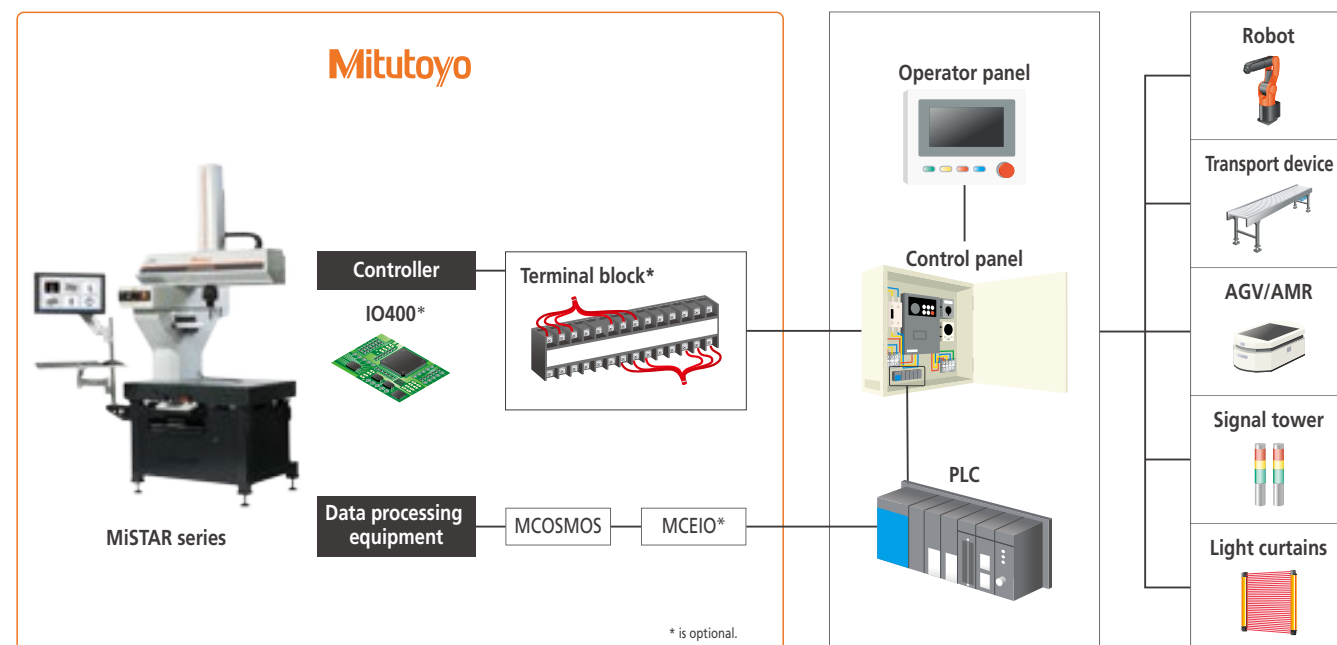 Mitutoyo
MiSTAR series
Controller
IO400*
Terminal block*
Data processing
equipment
MCOSMOS
MCEIO*
* is optional.
Operator panel
Control panel
PLC
Robot
Transport device
AGV/AMR
Signal tower
Light curtains